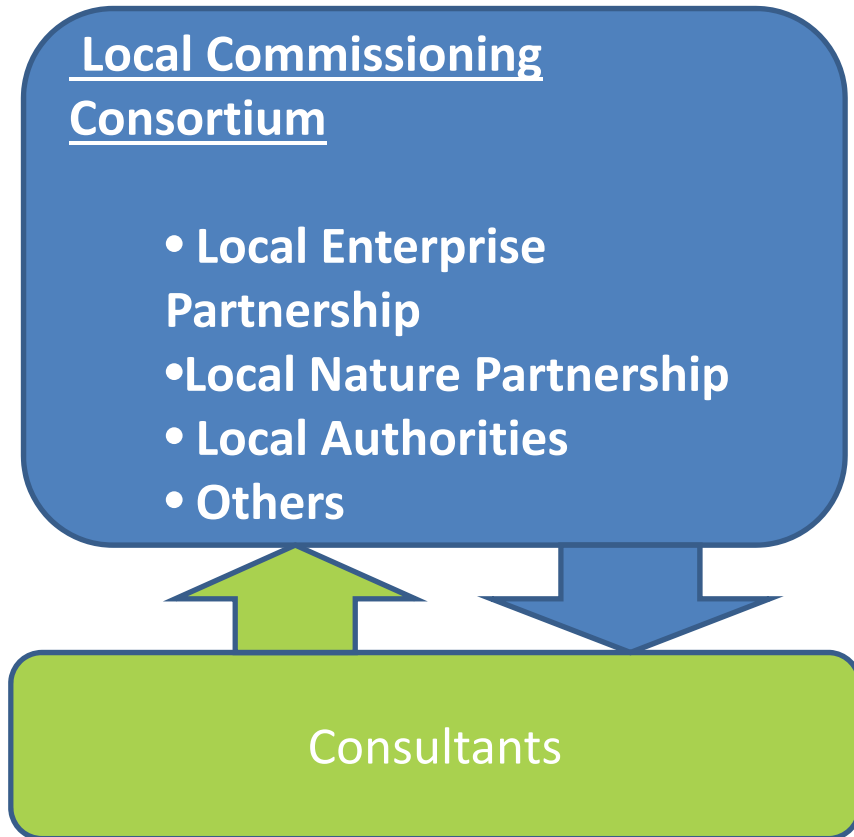 Local Commissioning
Consortium
• Local Enterprise
Partnership
•Local Nature Partnership
• Local Authorities
• Others
Consultants